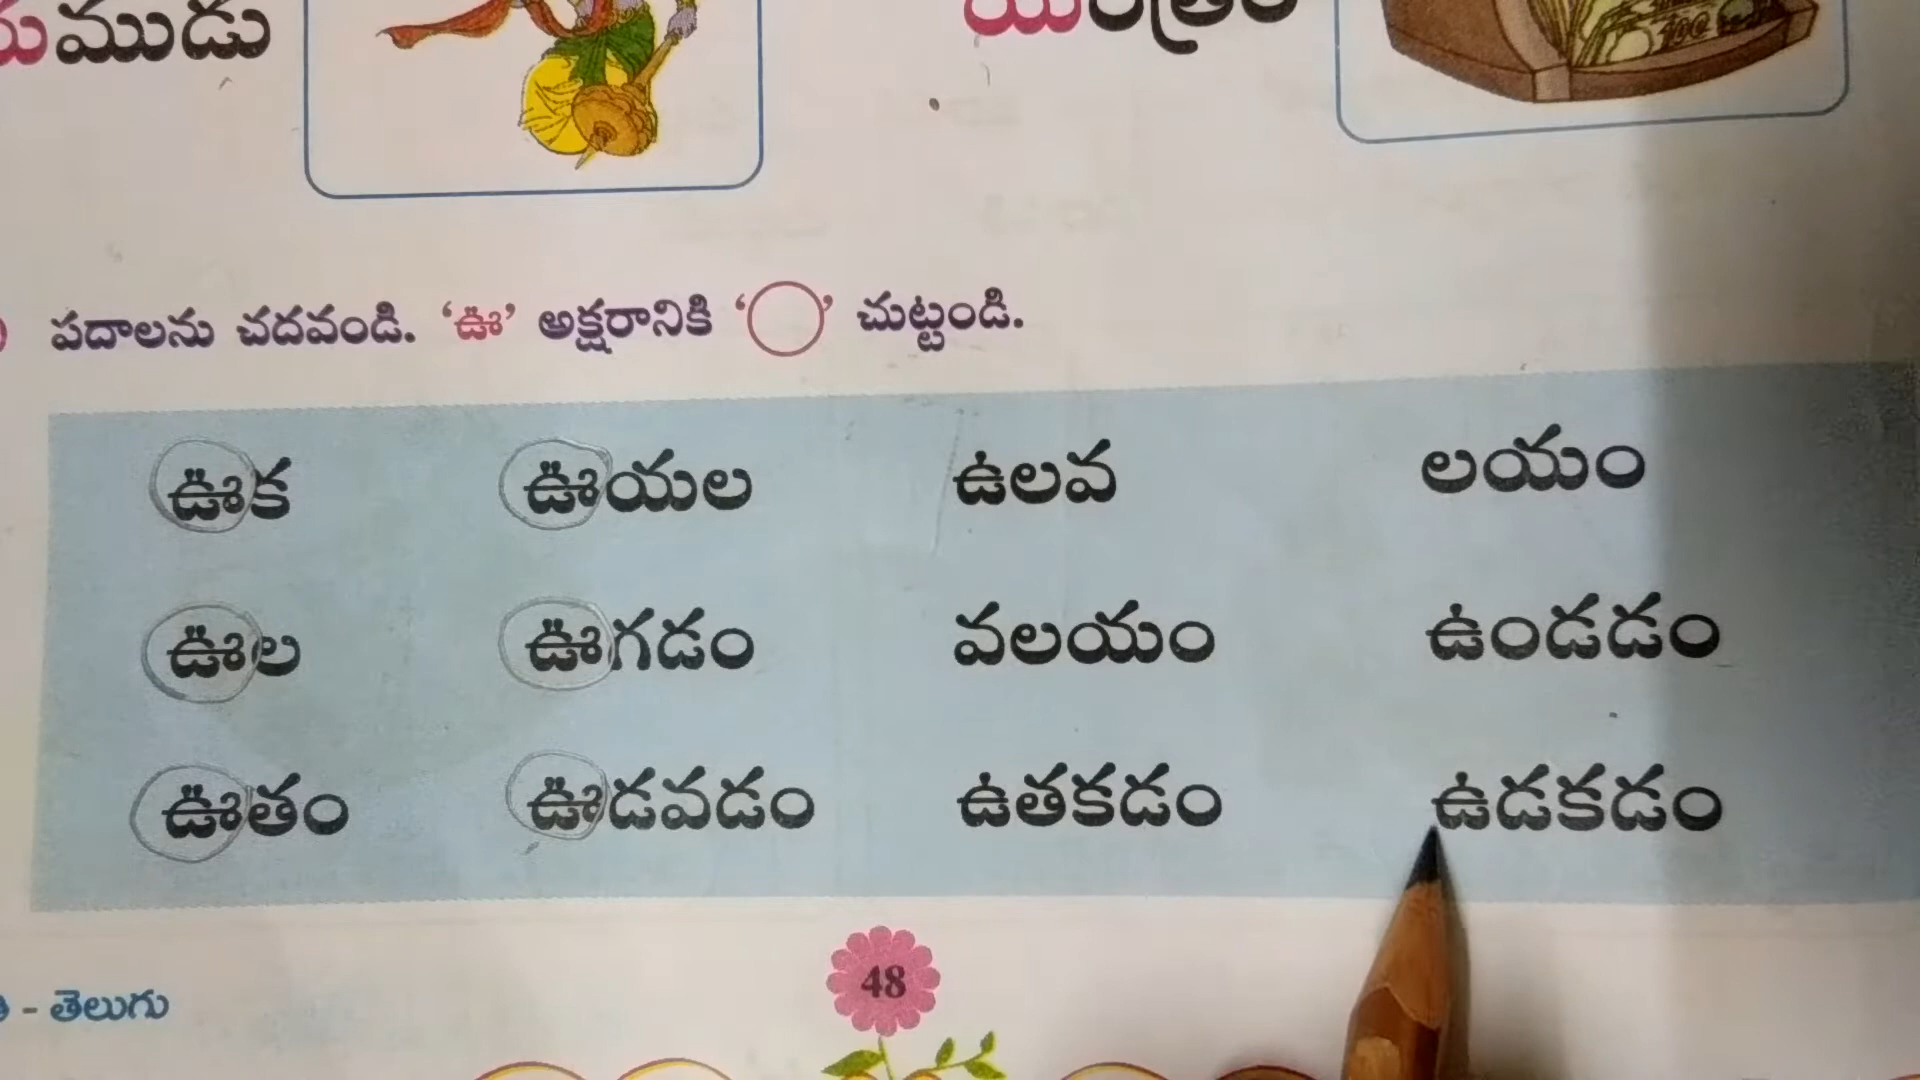 ముడు యంత్రం
పదాలను చదవండి. ‘ఊ’ అక్షరానికి ‘◯’ చుట్టండి.
ఊక ఊయల ఉలవ లయం
ఊల ఊగడం వలయం ఉండడం
ఊతం ఊడవడం ఉతకడం ఉడకడం
48
- తెలుగు